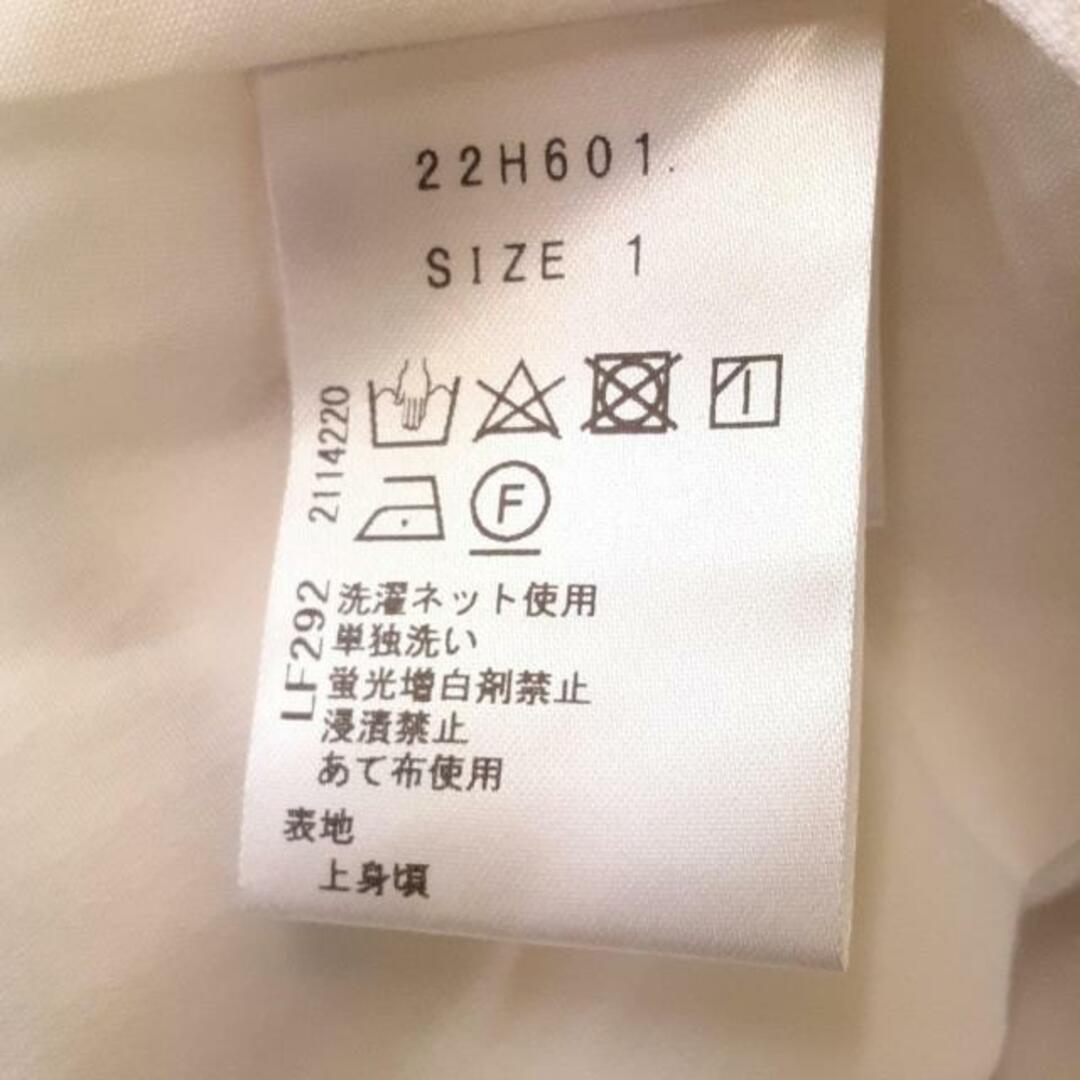 22H601.
SIZE 1
2114220
F
LF292
洗濯ネット使用
単独洗い
蛍光増白剤禁止
浸漬禁止
あて布使用
表地
上身頃